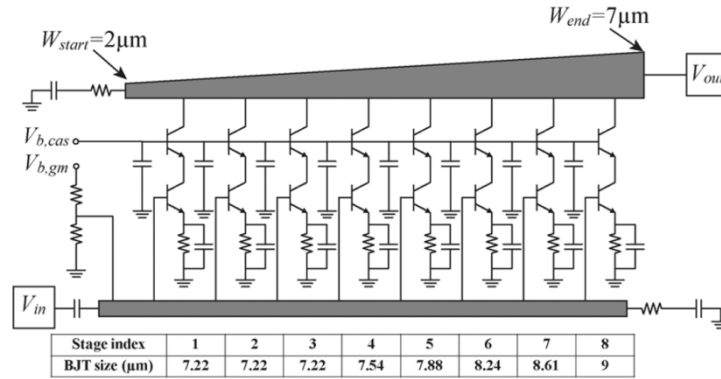 W_end=7μm
W_start=2μm
V_out
V_b,cas
V_b,gm
V_in
Stage index 1 2 3 4 5 6 7 8
BJT size (μm) 7.22 7.22 7.22 7.54 7.88 8.24 8.61 9